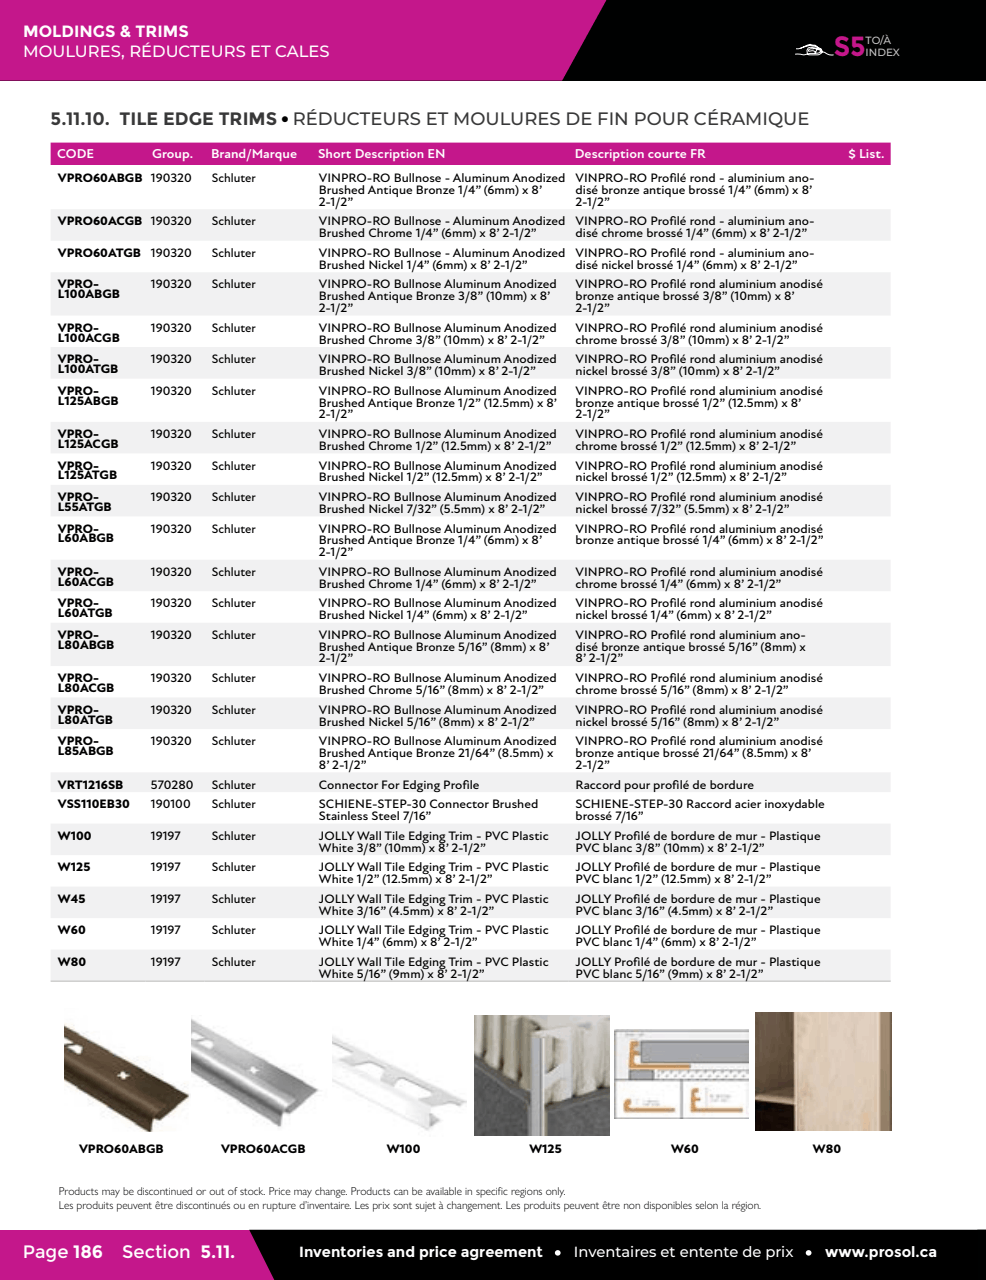 MOLDINGS & TRIMS
MOULURES, RÉDUCTEURS ET CALES
S5 TO/À INDEX
5.11.10. TILE EDGE TRIMS • RÉDUCTEURS ET MOULURES DE FIN POUR CÉRAMIQUE
CODE Group. Brand/Marque Short Description EN Description courte FR $ List.
VPRO60ABGB 190320 Schluter VINPRO-RO Bullnose - Aluminum Anodized VINPRO-RO Profilé rond - aluminium ano-
Brushed Antique Bronze 1/4” (6mm) x 8’ disé bronze antique brossé 1/4” (6mm) x 8’
2-1/2” 2-1/2”
VPRO60ACGB 190320 Schluter VINPRO-RO Bullnose - Aluminum Anodized VINPRO-RO Profilé rond - aluminium ano-
Brushed Chrome 1/4” (6mm) x 8’ 2-1/2” disé chrome brossé 1/4” (6mm) x 8’ 2-1/2”
VPRO60ATGB 190320 Schluter VINPRO-RO Bullnose - Aluminum Anodized VINPRO-RO Profilé rond - aluminium ano-
Brushed Nickel 1/4” (6mm) x 8’ 2-1/2” disé nickel brossé 1/4” (6mm) x 8’ 2-1/2”
VPRO- 190320 Schluter VINPRO-RO Bullnose Aluminum Anodized VINPRO-RO Profilé rond aluminium anodisé
L100ABGB Brushed Antique Bronze 3/8” (10mm) x 8’ bronze antique brossé 3/8” (10mm) x 8’
2-1/2” 2-1/2”
VPRO- 190320 Schluter VINPRO-RO Bullnose Aluminum Anodized VINPRO-RO Profilé rond aluminium anodisé
L100ACGB Brushed Chrome 3/8” (10mm) x 8’ 2-1/2” chrome brossé 3/8” (10mm) x 8’ 2-1/2”
VPRO- 190320 Schluter VINPRO-RO Bullnose Aluminum Anodized VINPRO-RO Profilé rond aluminium anodisé
L100ATGB Brushed Nickel 3/8” (10mm) x 8’ 2-1/2” nickel brossé 3/8” (10mm) x 8’ 2-1/2”
VPRO- 190320 Schluter VINPRO-RO Bullnose Aluminum Anodized VINPRO-RO Profilé rond aluminium anodisé
L125ABGB Brushed Antique Bronze 1/2” (12.5mm) x 8’ bronze antique brossé 1/2” (12.5mm) x 8’
2-1/2” 2-1/2”
VPRO- 190320 Schluter VINPRO-RO Bullnose Aluminum Anodized VINPRO-RO Profilé rond aluminium anodisé
L125ACGB Brushed Chrome 1/2” (12.5mm) x 8’ 2-1/2” chrome brossé 1/2” (12.5mm) x 8’ 2-1/2”
VPRO- 190320 Schluter VINPRO-RO Bullnose Aluminum Anodized VINPRO-RO Profilé rond aluminium anodisé
L125ATGB Brushed Nickel 1/2” (12.5mm) x 8’ 2-1/2” nickel brossé 1/2” (12.5mm) x 8’ 2-1/2”
VPRO- 190320 Schluter VINPRO-RO Bullnose Aluminum Anodized VINPRO-RO Profilé rond aluminium anodisé
L55ATGB Brushed Nickel 7/32” (5.5mm) x 8’ 2-1/2” nickel brossé 7/32” (5.5mm) x 8’ 2-1/2”
VPRO- 190320 Schluter VINPRO-RO Bullnose Aluminum Anodized VINPRO-RO Profilé rond aluminium anodisé
L60ABGB Brushed Antique Bronze 1/4” (6mm) x 8’ bronze antique brossé 1/4” (6mm) x 8’ 2-1/2”
2-1/2”
VPRO- 190320 Schluter VINPRO-RO Bullnose Aluminum Anodized VINPRO-RO Profilé rond aluminium anodisé
L60ACGB Brushed Chrome 1/4” (6mm) x 8’ 2-1/2” chrome brossé 1/4” (6mm) x 8’ 2-1/2”
VPRO- 190320 Schluter VINPRO-RO Bullnose Aluminum Anodized VINPRO-RO Profilé rond aluminium anodisé
L60ATGB Brushed Nickel 1/4” (6mm) x 8’ 2-1/2” nickel brossé 1/4” (6mm) x 8’ 2-1/2”
VPRO- 190320 Schluter VINPRO-RO Bullnose Aluminum Anodized VINPRO-RO Profilé rond aluminium ano-
L80ABGB Brushed Antique Bronze 5/16” (8mm) x 8’ disé bronze antique brossé 5/16” (8mm) x
2-1/2” 8’ 2-1/2”
VPRO- 190320 Schluter VINPRO-RO Bullnose Aluminum Anodized VINPRO-RO Profilé rond aluminium anodisé
L80ACGB Brushed Chrome 5/16” (8mm) x 8’ 2-1/2” chrome brossé 5/16” (8mm) x 8’ 2-1/2”
VPRO- 190320 Schluter VINPRO-RO Bullnose Aluminum Anodized VINPRO-RO Profilé rond aluminium anodisé
L80ATGB Brushed Nickel 5/16” (8mm) x 8’ 2-1/2” nickel brossé 5/16” (8mm) x 8’ 2-1/2”
VPRO- 190320 Schluter VINPRO-RO Bullnose Aluminum Anodized VINPRO-RO Profilé rond aluminium anodisé
L85ABGB Brushed Antique Bronze 21/64” (8.5mm) x bronze antique brossé 21/64” (8.5mm) x 8’
8’ 2-1/2” 2-1/2”
VRT1216SB 570280 Schluter Connector For Edging Profile Raccord pour profilé de bordure
VSS110EB30 190100 Schluter SCHIENE-STEP-30 Connector Brushed SCHIENE-STEP-30 Raccord acier inoxydable
Stainless Steel 7/16” brossé 7/16”
W100 19197 Schluter JOLLY Wall Tile Edging Trim - PVC Plastic JOLLY Profilé de bordure de mur - Plastique
White 3/8” (10mm) x 8’ 2-1/2” PVC blanc 3/8” (10mm) x 8’ 2-1/2”
W125 19197 Schluter JOLLY Wall Tile Edging Trim - PVC Plastic JOLLY Profilé de bordure de mur - Plastique
White 1/2” (12.5mm) x 8’ 2-1/2” PVC blanc 1/2” (12.5mm) x 8’ 2-1/2”
W45 19197 Schluter JOLLY Wall Tile Edging Trim - PVC Plastic JOLLY Profilé de bordure de mur - Plastique
White 3/16” (4.5mm) x 8’ 2-1/2” PVC blanc 3/16” (4.5mm) x 8’ 2-1/2”
W60 19197 Schluter JOLLY Wall Tile Edging Trim - PVC Plastic JOLLY Profilé de bordure de mur - Plastique
White 1/4” (6mm) x 8’ 2-1/2” PVC blanc 1/4” (6mm) x 8’ 2-1/2”
W80 19197 Schluter JOLLY Wall Tile Edging Trim - PVC Plastic JOLLY Profilé de bordure de mur - Plastique
White 5/16” (9mm) x 8’ 2-1/2” PVC blanc 5/16” (9mm) x 8’ 2-1/2”
VPRO60ABGB VPRO60ACGB W100 W125 W60 W80
Products may be discontinued or out of stock. Price may change. Products can be available in specific regions only.
Les produits peuvent être discontinués ou en rupture d’inventaire. Les prix sont sujet à changement. Les produits peuvent être non disponibles selon la région.
Page 186 Section 5.11. Inventories and price agreement • Inventaires et entente de prix • www.prosol.ca